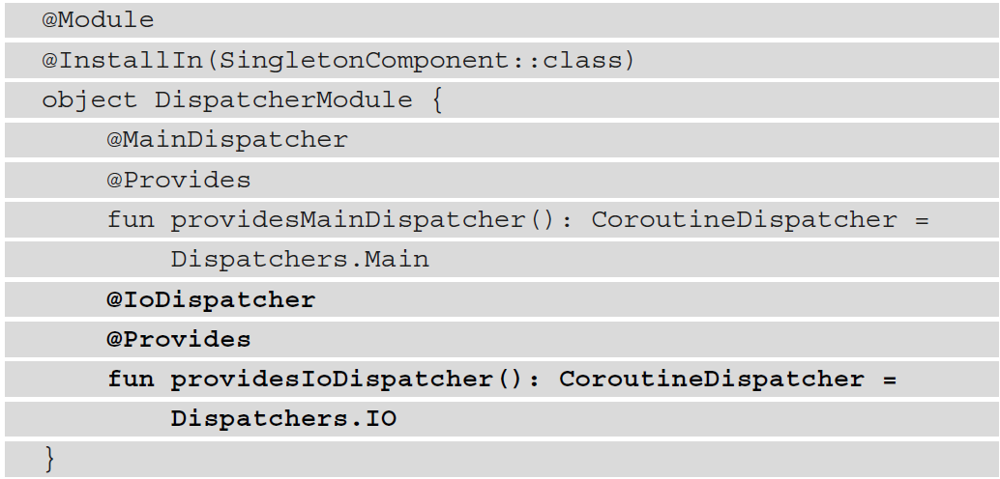 @Module
@InstallIn(SingletonComponent::class)
object DispatcherModule {
    @MainDispatcher
    @Provides
    fun providesMainDispatcher(): CoroutineDispatcher =
        Dispatchers.Main
    @IoDispatcher
    @Provides
    fun providesIoDispatcher(): CoroutineDispatcher =
        Dispatchers.IO
}